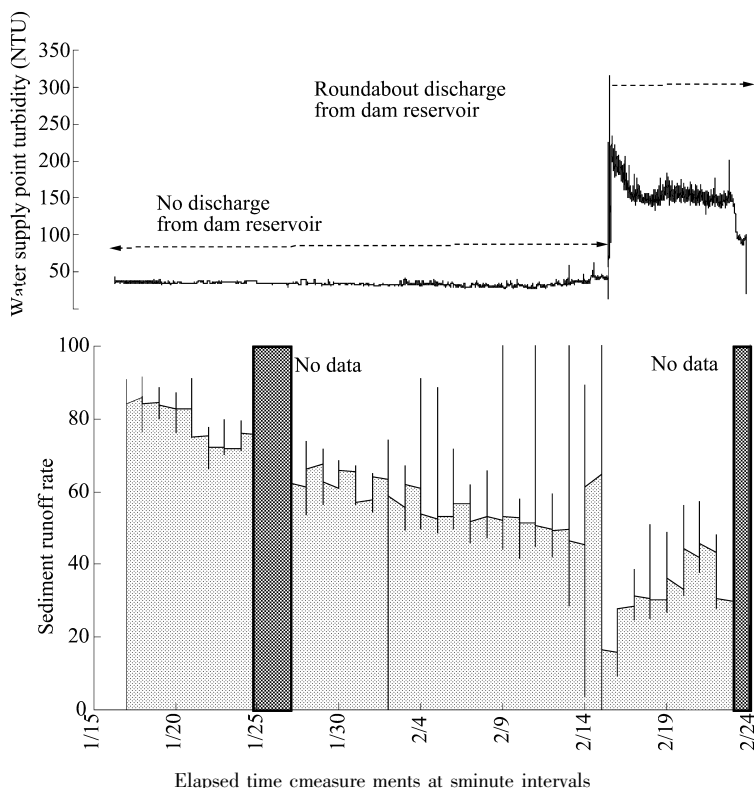 Water supply point turbidity (NTU)
350
300
250
200
150
100
50
Roundabout discharge
from dam reservoir
No discharge
from dam reservoir
Sediment runoff rate
100
80
60
40
20
0
No data
No data
1/15
1/20
1/25
1/30
2/4
2/9
2/14
2/19
2/24
Elapsed time cmeasure ments at sminute intervals